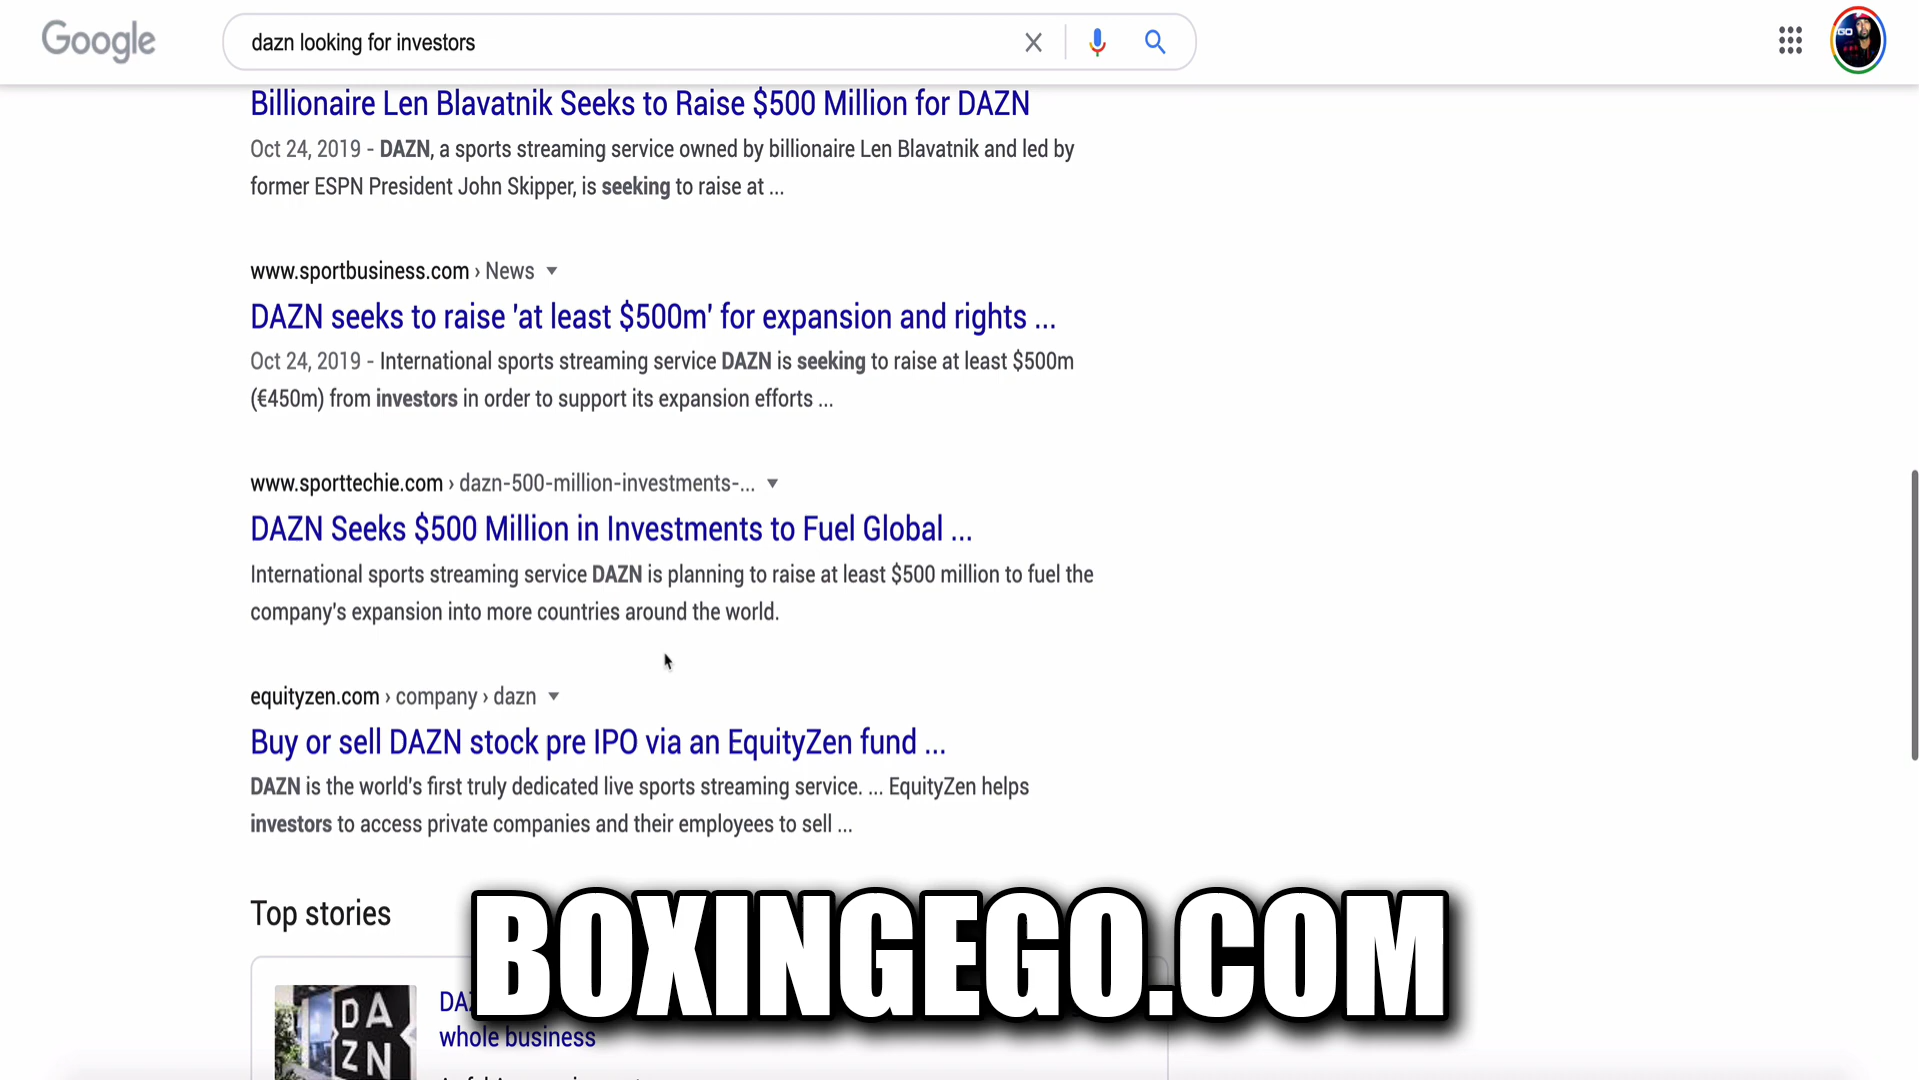 Google
dazn looking for investors
GO
Billionaire Len Blavatnik Seeks to Raise $500 Million for DAZN
Oct 24, 2019 - DAZN, a sports streaming service owned by billionaire Len Blavatnik and led by
former ESPN President John Skipper, is seeking to raise at ...
www.sportbusiness.com › News
DAZN seeks to raise 'at least $500m' for expansion and rights ...
Oct 24, 2019 - International sports streaming service DAZN is seeking to raise at least $500m
(€450m) from investors in order to support its expansion efforts ...
www.sporttechie.com › dazn-500-million-investments-...
DAZN Seeks $500 Million in Investments to Fuel Global ...
International sports streaming service DAZN is planning to raise at least $500 million to fuel the
company's expansion into more countries around the world.
equityzen.com › company › dazn
Buy or sell DAZN stock pre IPO via an EquityZen fund ...
DAZN is the world's first truly dedicated live sports streaming service. ... EquityZen helps
investors to access private companies and their employees to sell ...
Top stories
BOXINGEGO.COM
DA
ZN
whole business